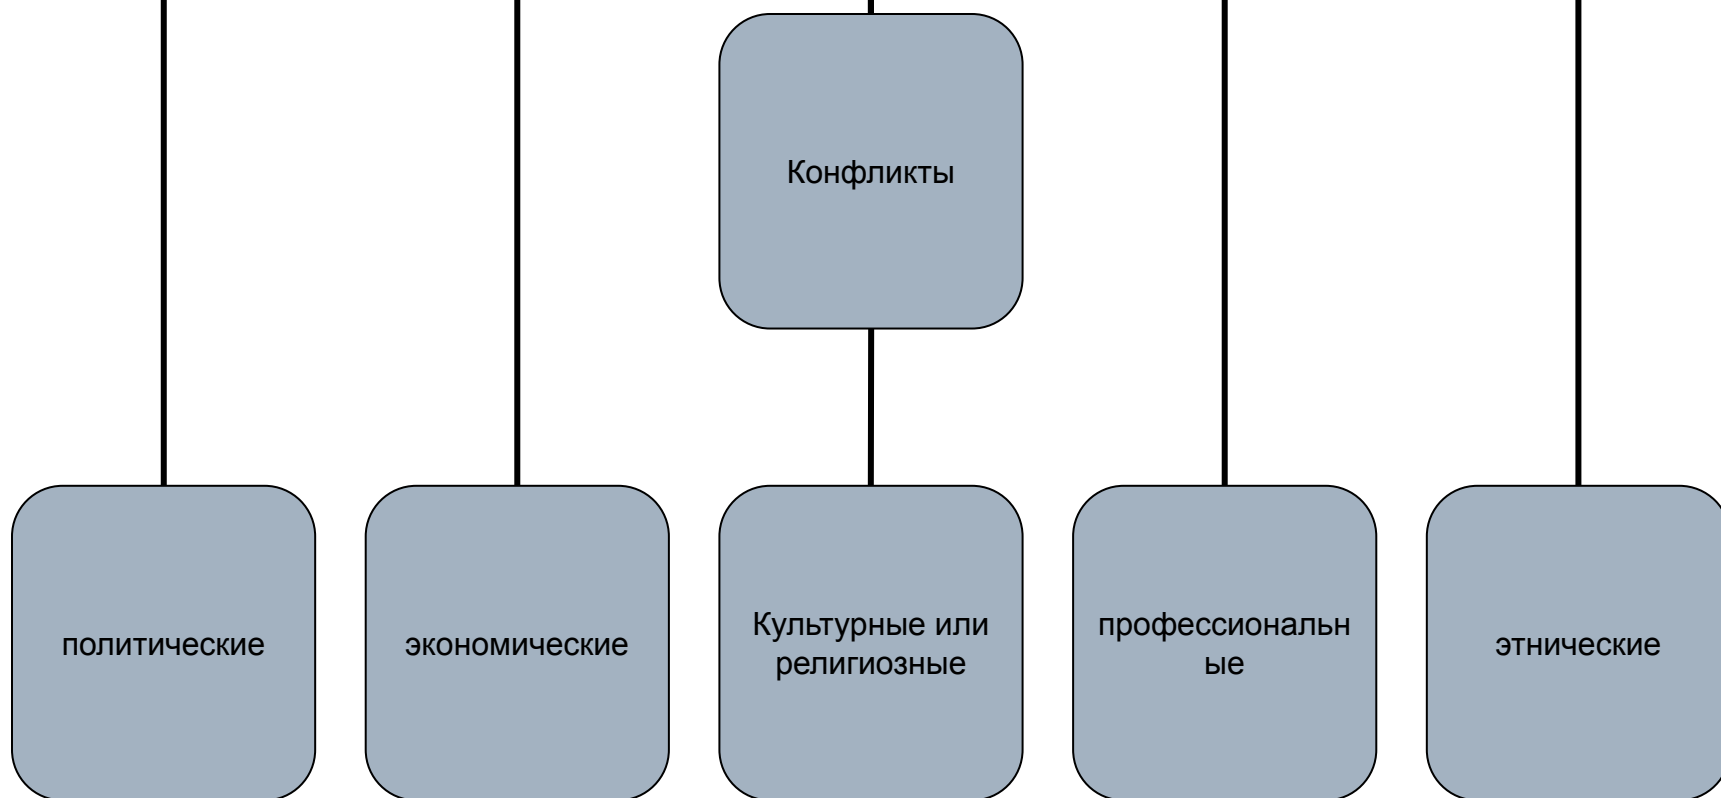 Конфликты
политические
экономические
Культурные или
религиозные
профессиональн
ые
этнические